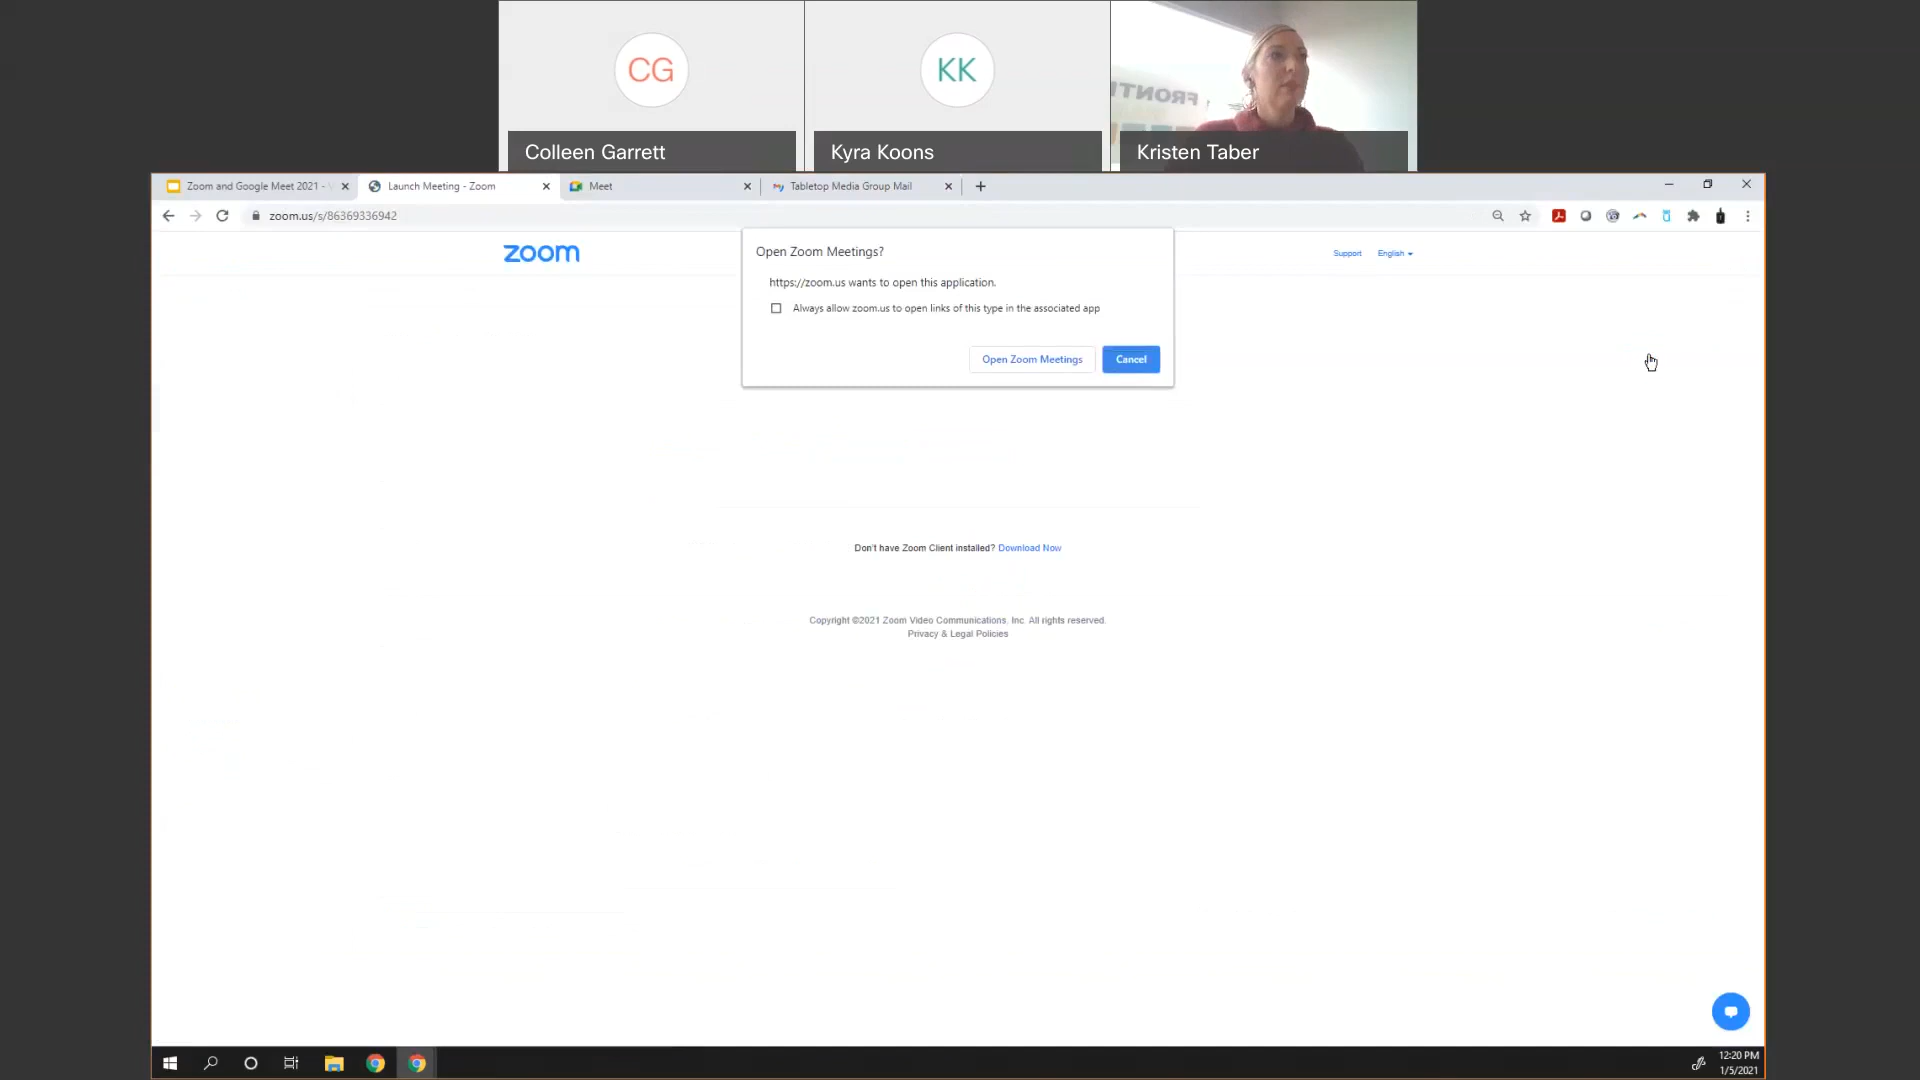 CG
KK
FRONTI
Colleen Garrett
Kyra Koons
Kristen Taber
Zoom and Google Meet 2021 -
Launch Meeting - Zoom
Meet
Tabletop Media Group Mail
zoom.us/s/86369336942
zoom
Support
English
Open Zoom Meetings?
https://zoom.us wants to open this application.
Always allow zoom.us to open links of this type in the associated app
Open Zoom Meetings
Cancel
Don't have Zoom Client installed? Download Now
Copyright ©2021 Zoom Video Communications, Inc. All rights reserved.
Privacy & Legal Policies
12:20 PM
1/5/2021